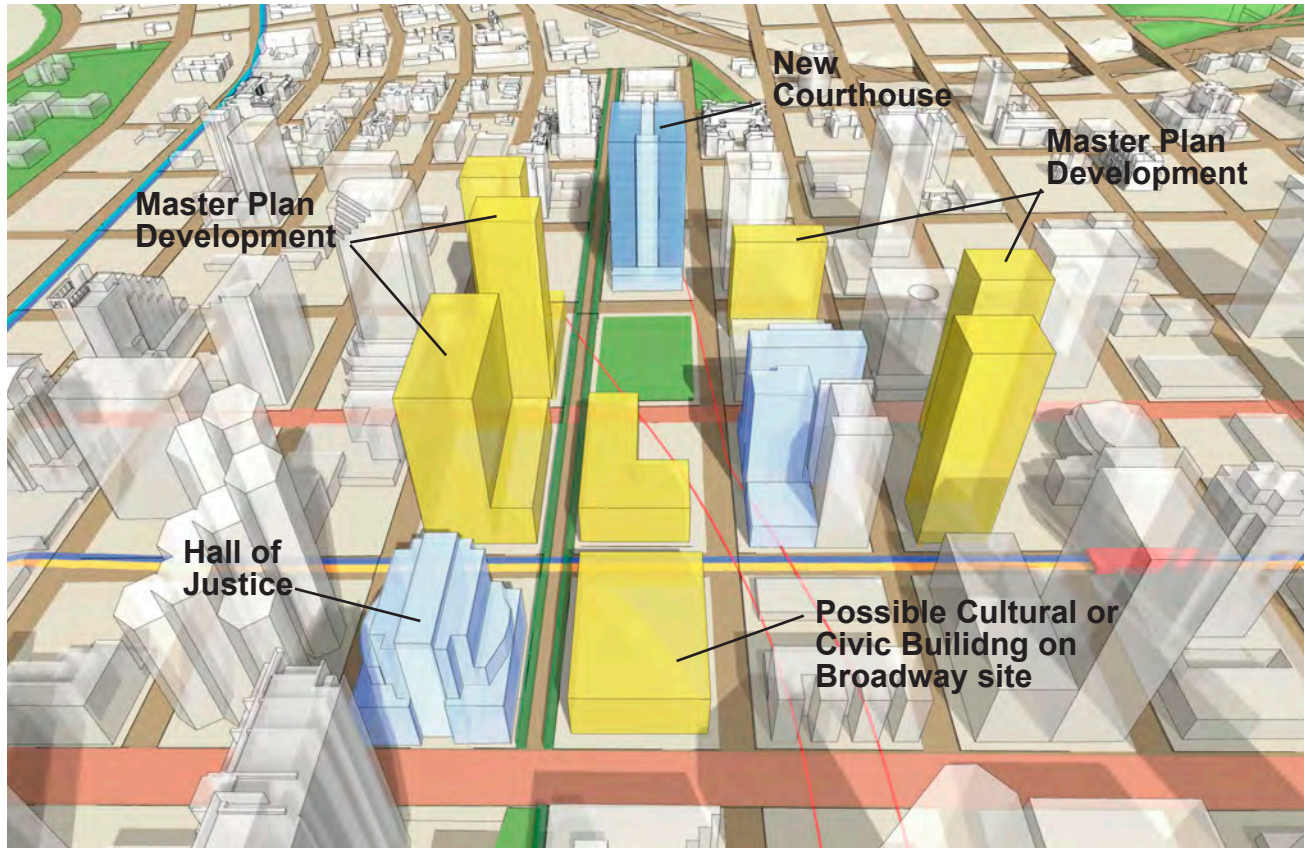 New
Courthouse
Master Plan
Development
Master Plan
Development
Hall of
Justice
Possible Cultural or
Civic Builidng on
Broadway site